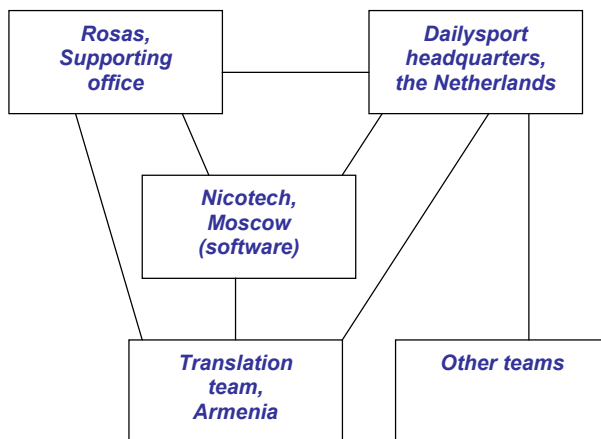 Rosas,
Supporting
office
Dailysport
headquarters,
the Netherlands
Nicotech,
Moscow
(software)
Translation
team,
Armenia
Other teams